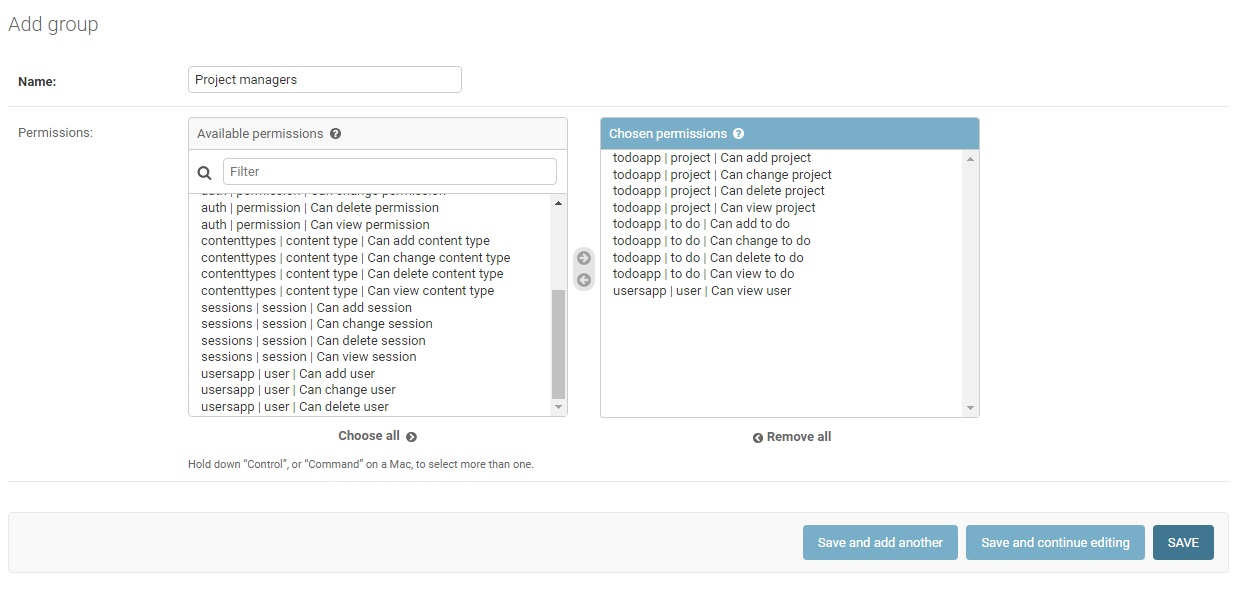 Add group
Name:
Project managers
Permissions:
Available permissions
Filter
auth | permission | Can change permission
auth | permission | Can delete permission
auth | permission | Can view permission
contenttypes | content type | Can add content type
contenttypes | content type | Can change content type
contenttypes | content type | Can delete content type
contenttypes | content type | Can view content type
sessions | session | Can add session
sessions | session | Can change session
sessions | session | Can delete session
sessions | session | Can view session
usersapp | user | Can add user
usersapp | user | Can change user
usersapp | user | Can delete user
Choose all
Hold down “Control”, or “Command” on a Mac, to select more than one.
Chosen permissions
todoapp | project | Can add project
todoapp | project | Can change project
todoapp | project | Can delete project
todoapp | project | Can view project
todoapp | to do | Can add to do
todoapp | to do | Can change to do
todoapp | to do | Can delete to do
todoapp | to do | Can view to do
usersapp | user | Can view user
Remove all
Save and add another
Save and continue editing
SAVE